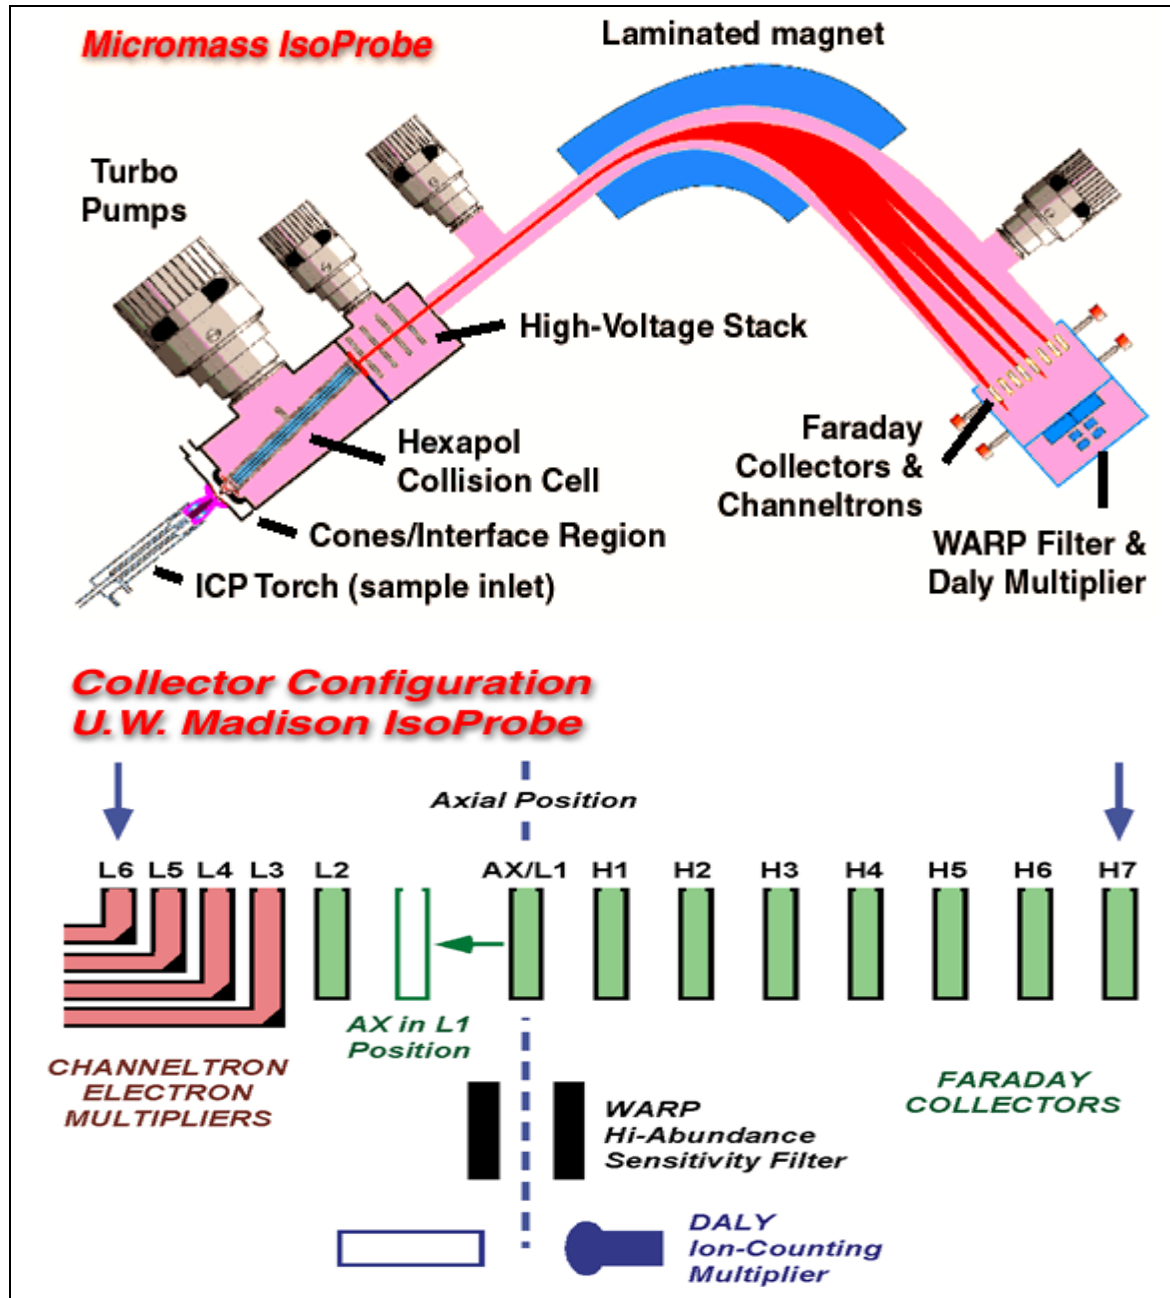 Micromass IsoProbe
Laminated magnet
Turbo
Pumps
High-Voltage Stack
Hexapol
Collision Cell
Faraday
Collectors &
Channeltrons
Cones/Interface Region
WARP Filter &
Daly Multiplier
ICP Torch (sample inlet)
Collector Configuration
U.W. Madison IsoProbe
Axial Position
L6 L5 L4 L3 L2 AX/L1 H1 H2 H3 H4 H5 H6 H7
AX in L1
Position
CHANNELTRON
ELECTRON
MULTIPLIERS
FARADAY
COLLECTORS
WARP
Hi-Abundance
Sensitivity Filter
DALY
Ion-Counting
Multiplier